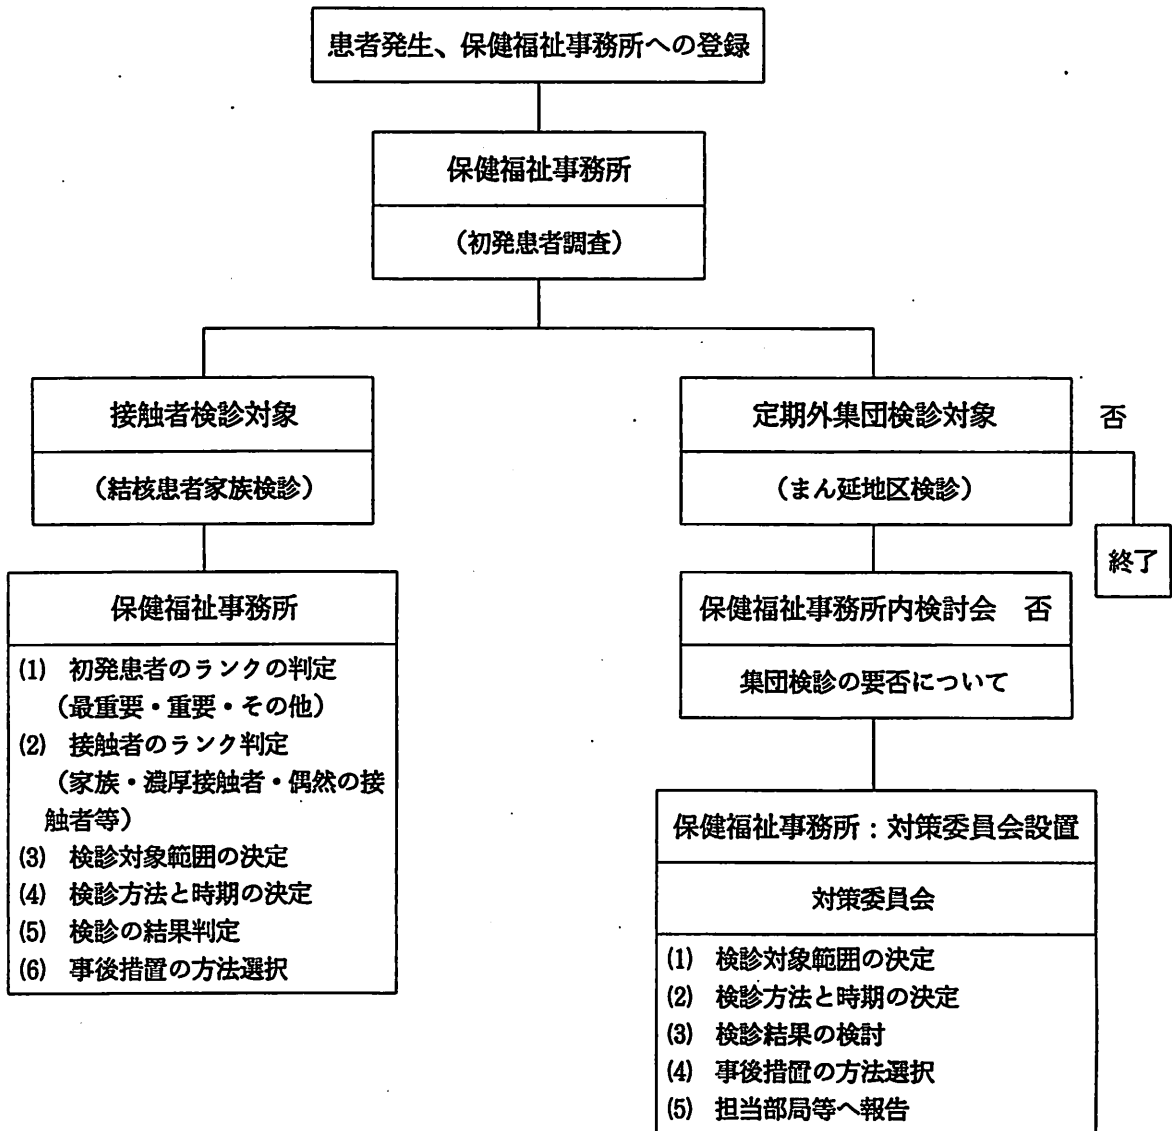 患者発生、保健福祉事務所への登録
保健福祉事務所
（初発患者調査）
接触者検診対象
（結核患者家族検診）
保健福祉事務所
(1) 初発患者のランクの判定
（最重要・重要・その他）
(2) 接触者のランク判定
（家族・濃厚接触者・偶然の接
触者等）
(3) 検診対象範囲の決定
(4) 検診方法と時期の決定
(5) 検診の結果判定
(6) 事後措置の方法選択
定期外集団検診対象 否
（まん延地区検診）
終了
保健福祉事務所内検討会 否
集団検診の要否について
保健福祉事務所：対策委員会設置
対策委員会
(1) 検診対象範囲の決定
(2) 検診方法と時期の決定
(3) 検診結果の検討
(4) 事後措置の方法選択
(5) 担当部局等へ報告